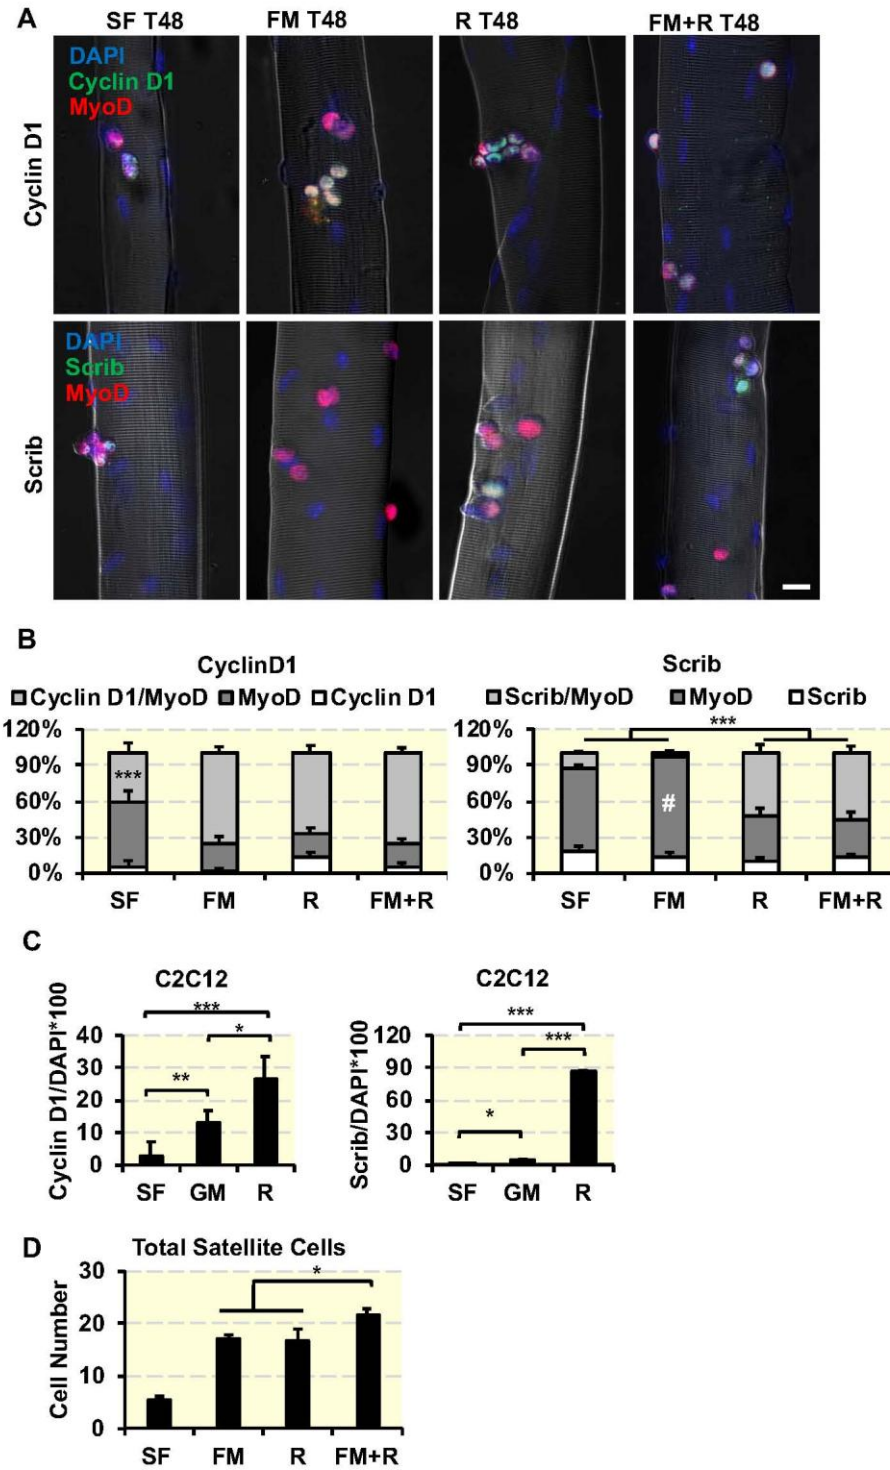 A
SF T48 FM T48 R T48 FM+R T48
Cyclin D1
DAPI
Cyclin D1
MyoD
Scrib
DAPI
Scrib
MyoD
B
CyclinD1
Cyclin D1/MyoD MyoD Cyclin D1
120%
90%
60%
30%
0%
***
SF FM R FM+R
Scrib
Scrib/MyoD MyoD Scrib
120%
90%
60%
30%
0%
***
#
SF FM R FM+R
C
C2C12
Cyclin D1/DAPI*100
40
30
20
10
0
***
*
**
SF GM R
C2C12
Scrib/DAPI*100
120
90
60
30
0
***
***
*
SF GM R
D
Total Satellite Cells
Cell Number
30
20
10
0
*
SF FM R FM+R